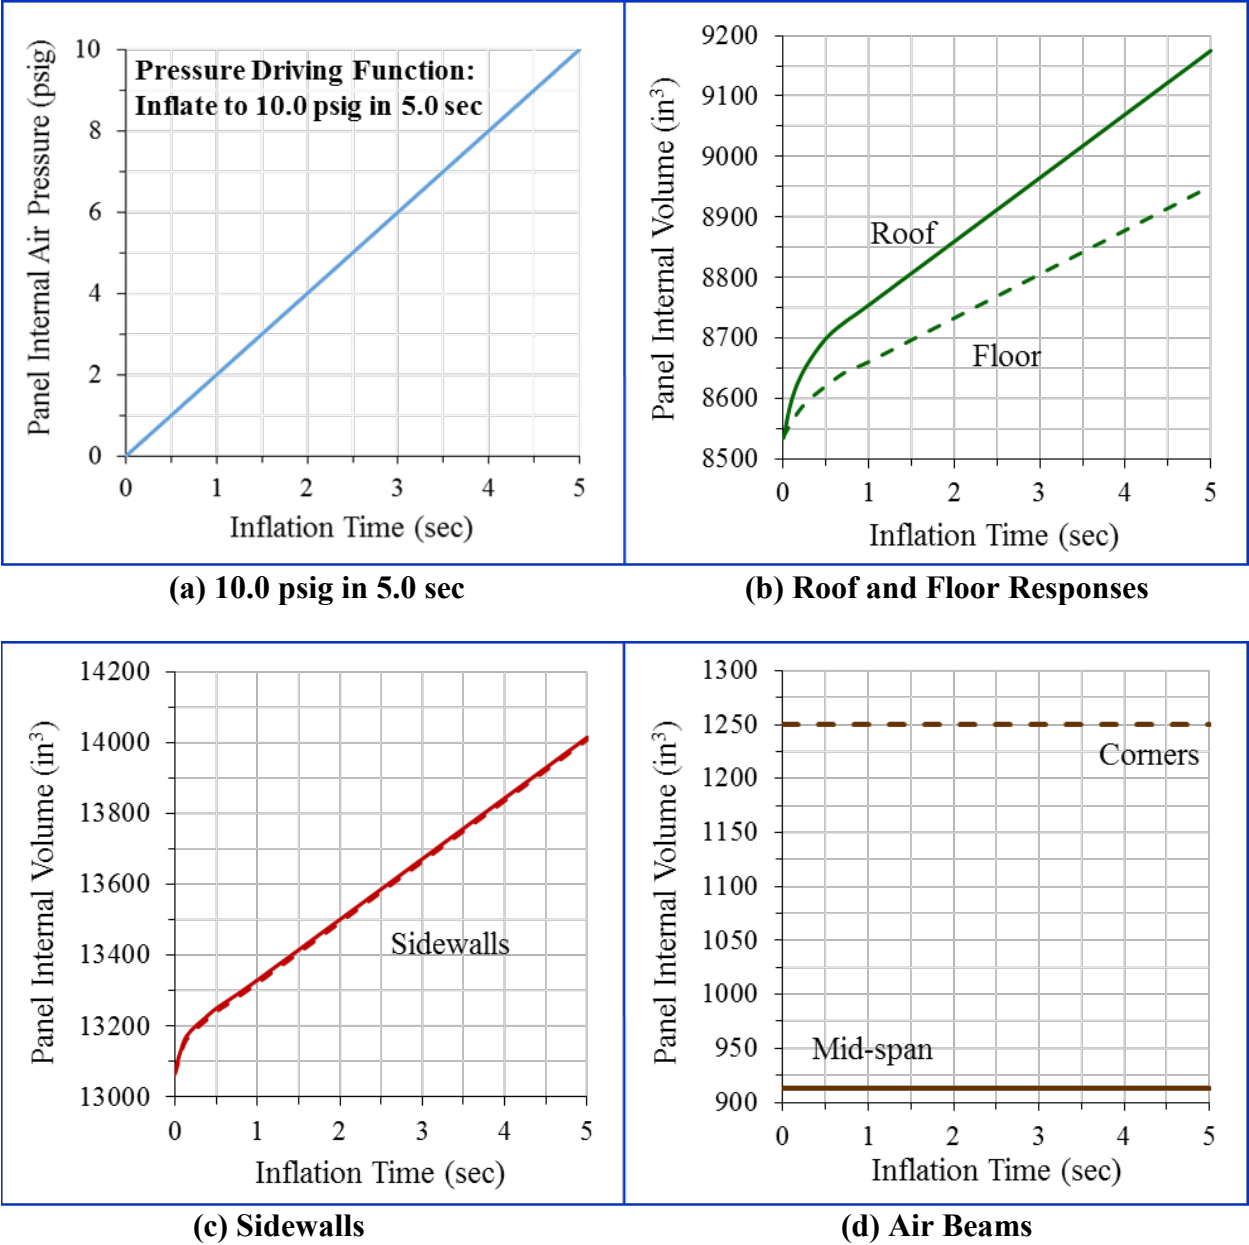 Pressure Driving Function:
Inflate to 10.0 psig in 5.0 sec
Panel Internal Air Pressure (psig)
10
8
6
4
2
0
0 1 2 3 4 5
Inflation Time (sec)
(a) 10.0 psig in 5.0 sec
Panel Internal Volume (in³)
9200
9100
9000
8900
8800
8700
8600
8500
Roof
Floor
0 1 2 3 4 5
Inflation Time (sec)
(b) Roof and Floor Responses
Panel Internal Volume (in³)
14200
14000
13800
13600
13400
13200
13000
Sidewalls
0 1 2 3 4 5
Inflation Time (sec)
(c) Sidewalls
Panel Internal Volume (in³)
1300
1250
1200
1150
1100
1050
1000
950
900
Corners
Mid-span
0 1 2 3 4 5
Inflation Time (sec)
(d) Air Beams